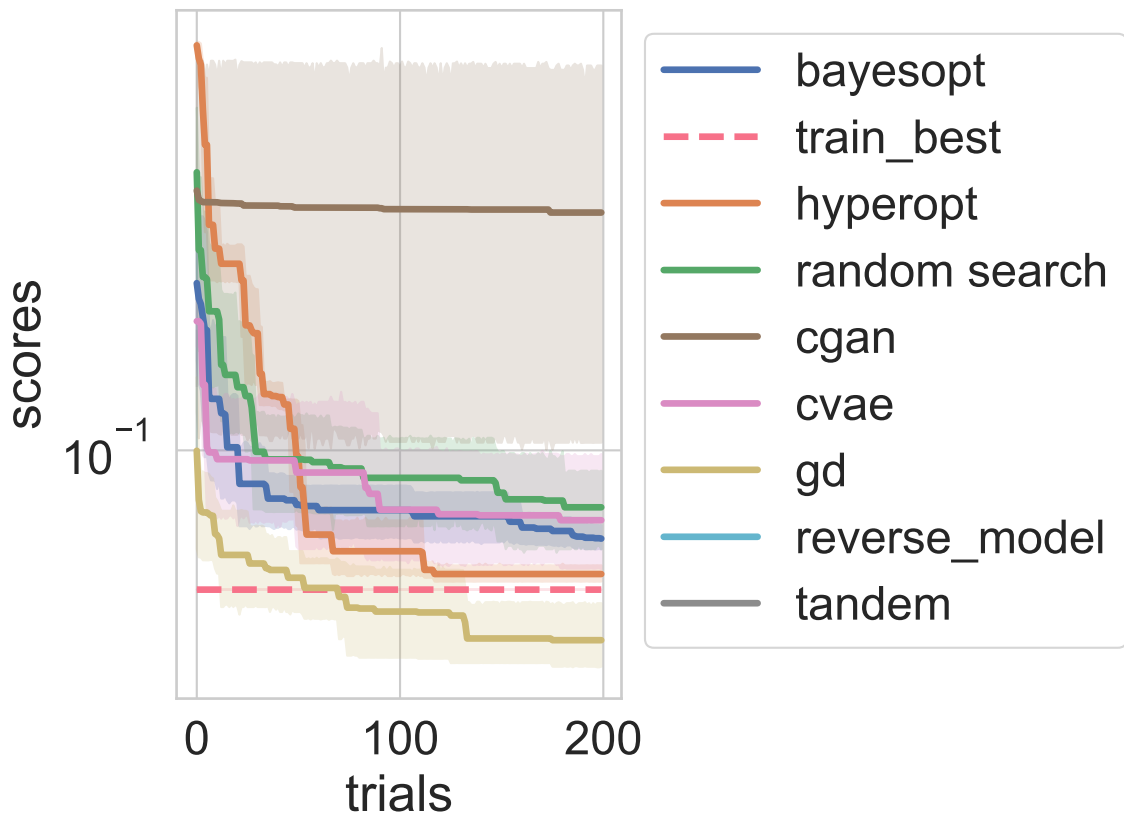 scores
10⁻¹
0
100
200
trials
bayesopt
train_best
hyperopt
random search
cgan
cvae
gd
reverse_model
tandem